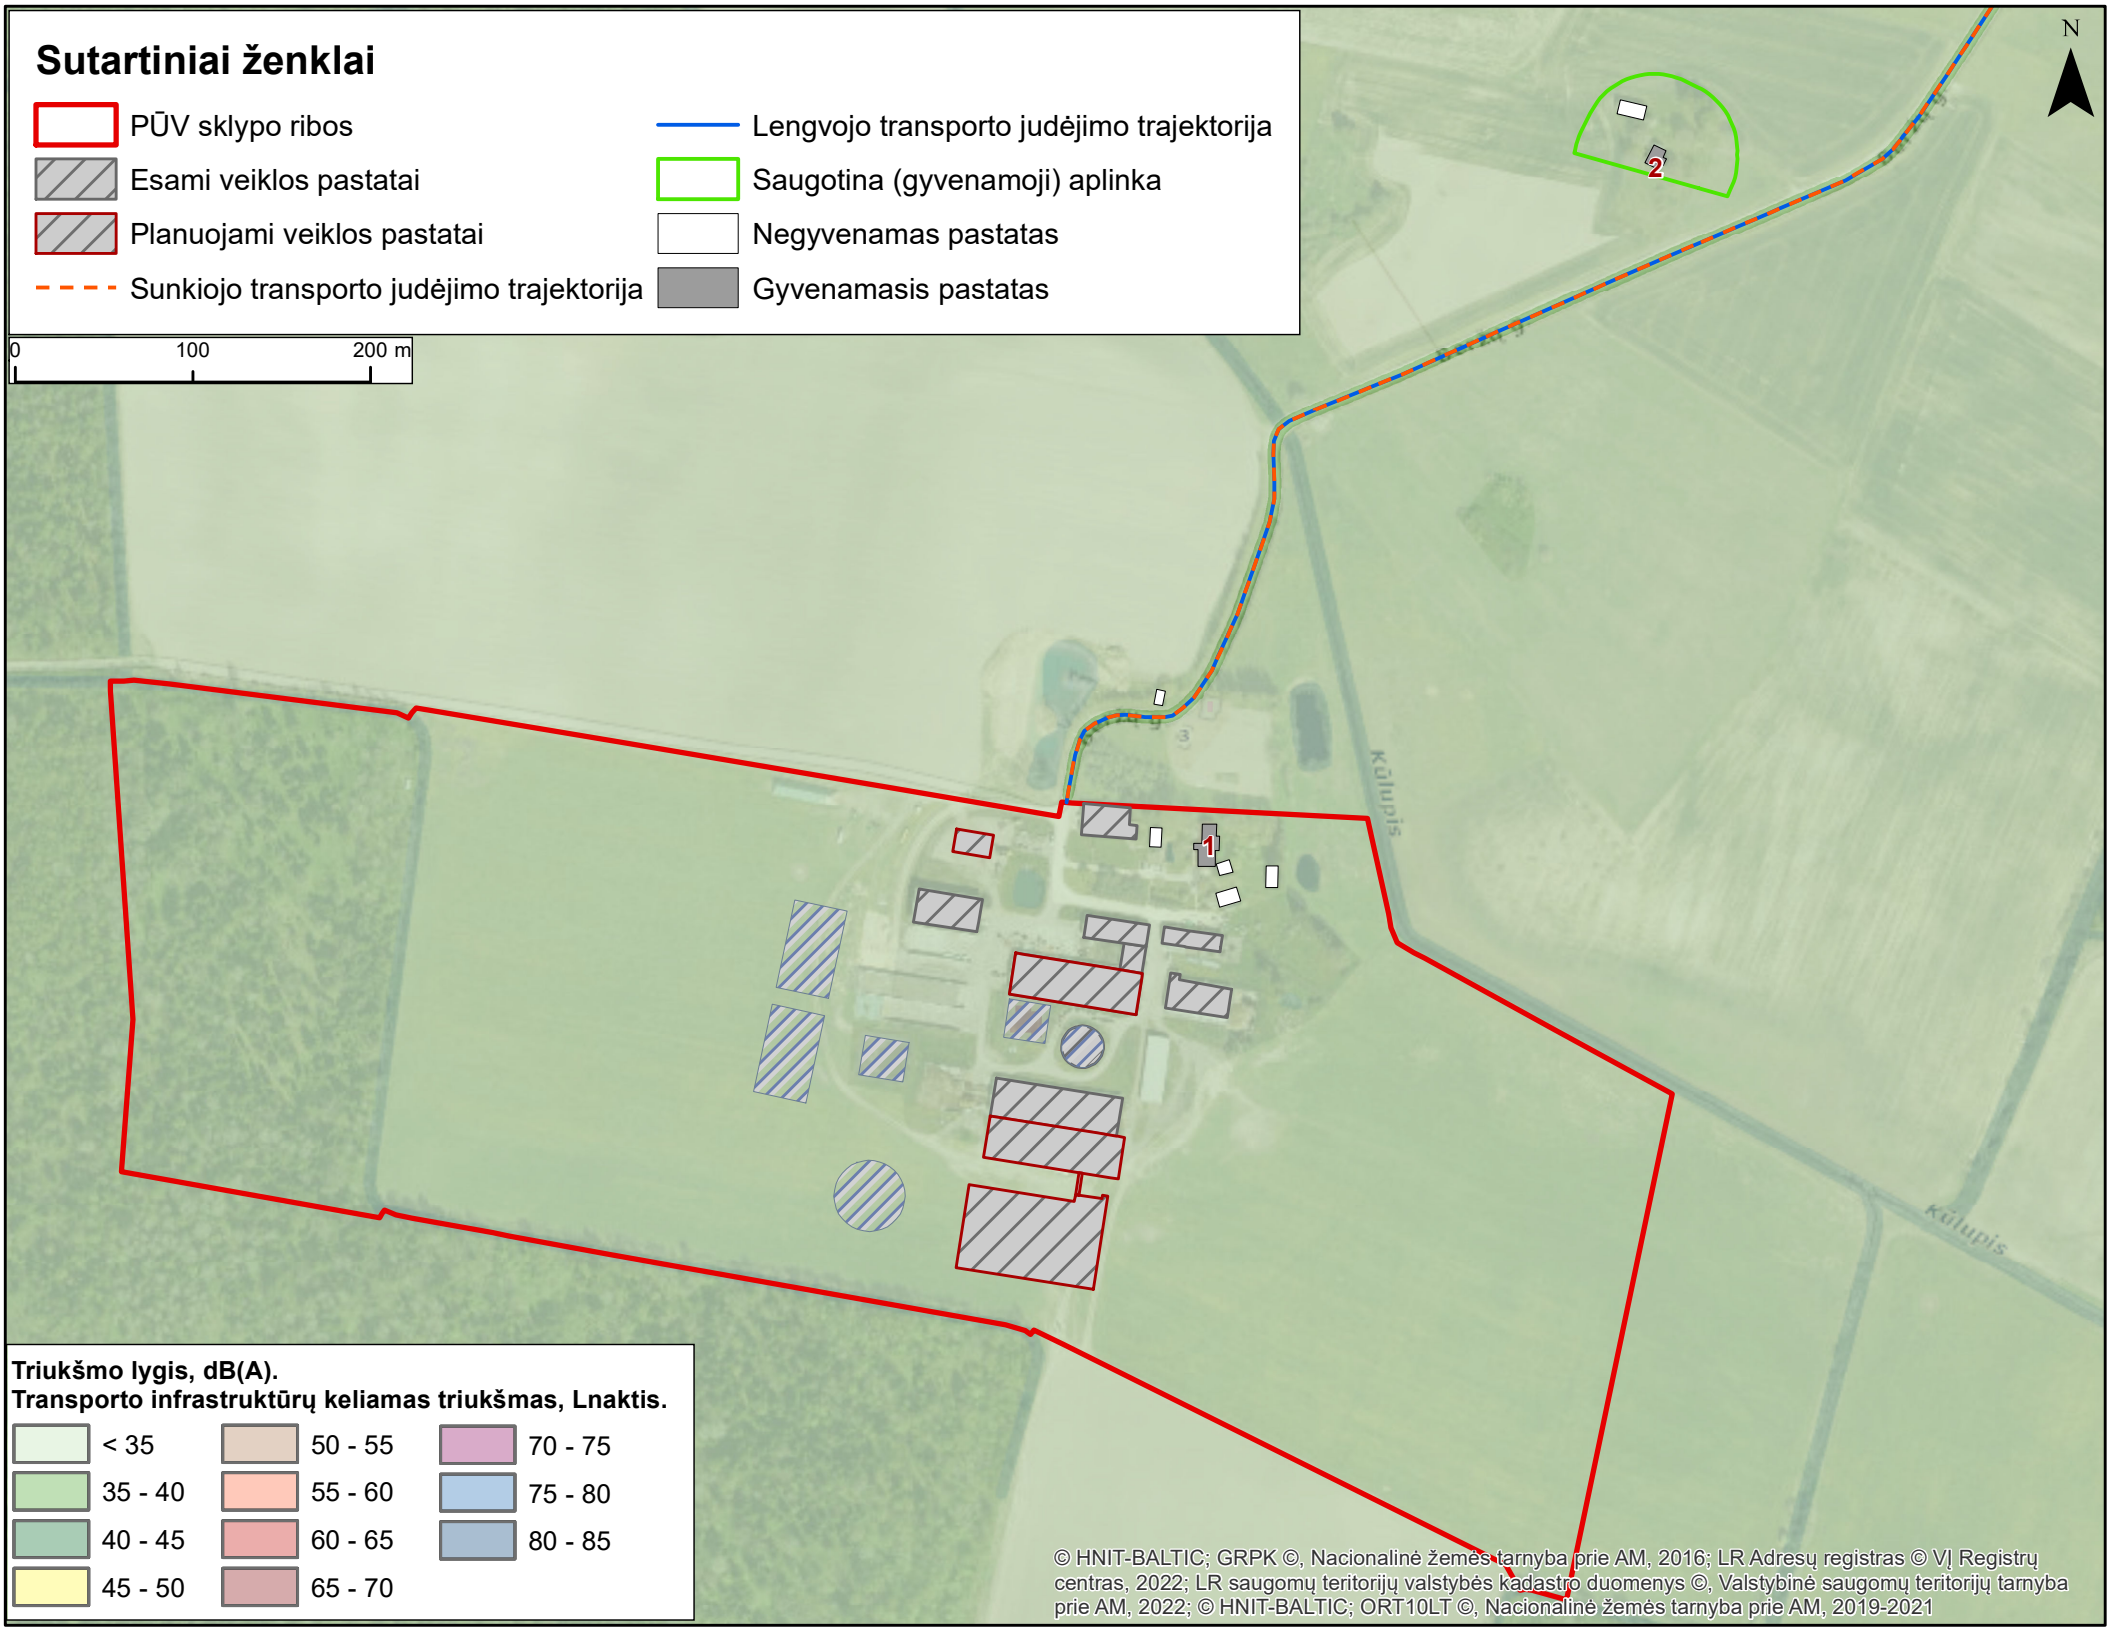 Sutartiniai ženklai
PŪV sklypo ribos
Esami veiklos pastatai
Planuojami veiklos pastatai
Sunkiojo transporto judėjimo trajektorija
Lengvojo transporto judėjimo trajektorija
Saugotina (gyvenamoji) aplinka
Negyvenamas pastatas
Gyvenamasis pastatas
0 100 200 m
N
2
3
Kūlupis
1
Kūlupis
Triukšmo lygis, dB(A).
Transporto infrastruktūrų keliamas triukšmas, Lnaktis.
< 35
35 - 40
40 - 45
45 - 50
50 - 55
55 - 60
60 - 65
65 - 70
70 - 75
75 - 80
80 - 85
© HNIT-BALTIC; GRPK ©, Nacionalinė žemės tarnyba prie AM, 2016; LR Adresų registras © VĮ Registrų
centras, 2022; LR saugomų teritorijų valstybės kadastro duomenys ©, Valstybinė saugomų teritorijų tarnyba
prie AM, 2022; © HNIT-BALTIC; ORT10LT ©, Nacionalinė žemės tarnyba prie AM, 2019-2021